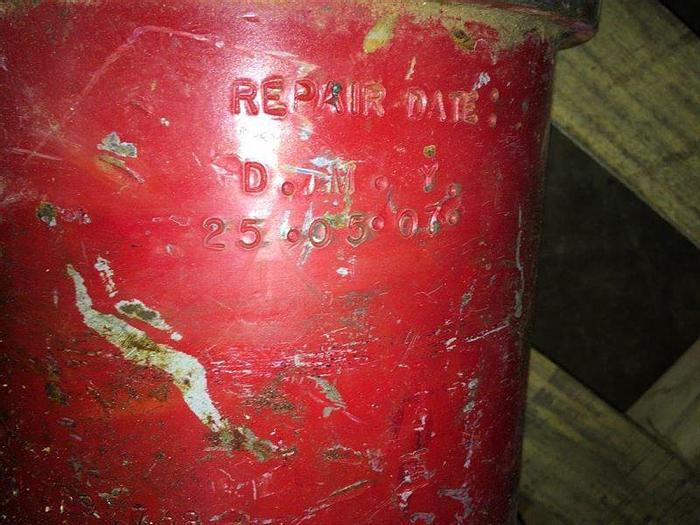 REPAIR DATE:
D. M. Y.
25.05.07.